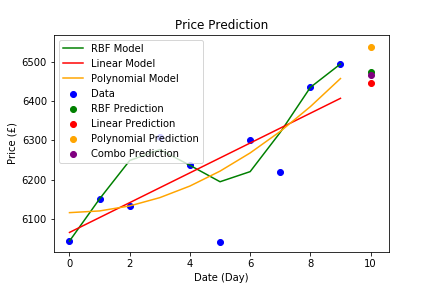 Price Prediction
RBF Model
Linear Model
Polynomial Model
Data
RBF Prediction
Linear Prediction
Polynomial Prediction
Combo Prediction
6500
6400
6300
6200
6100
Price (£)
0 2 4 6 8 10
Date (Day)